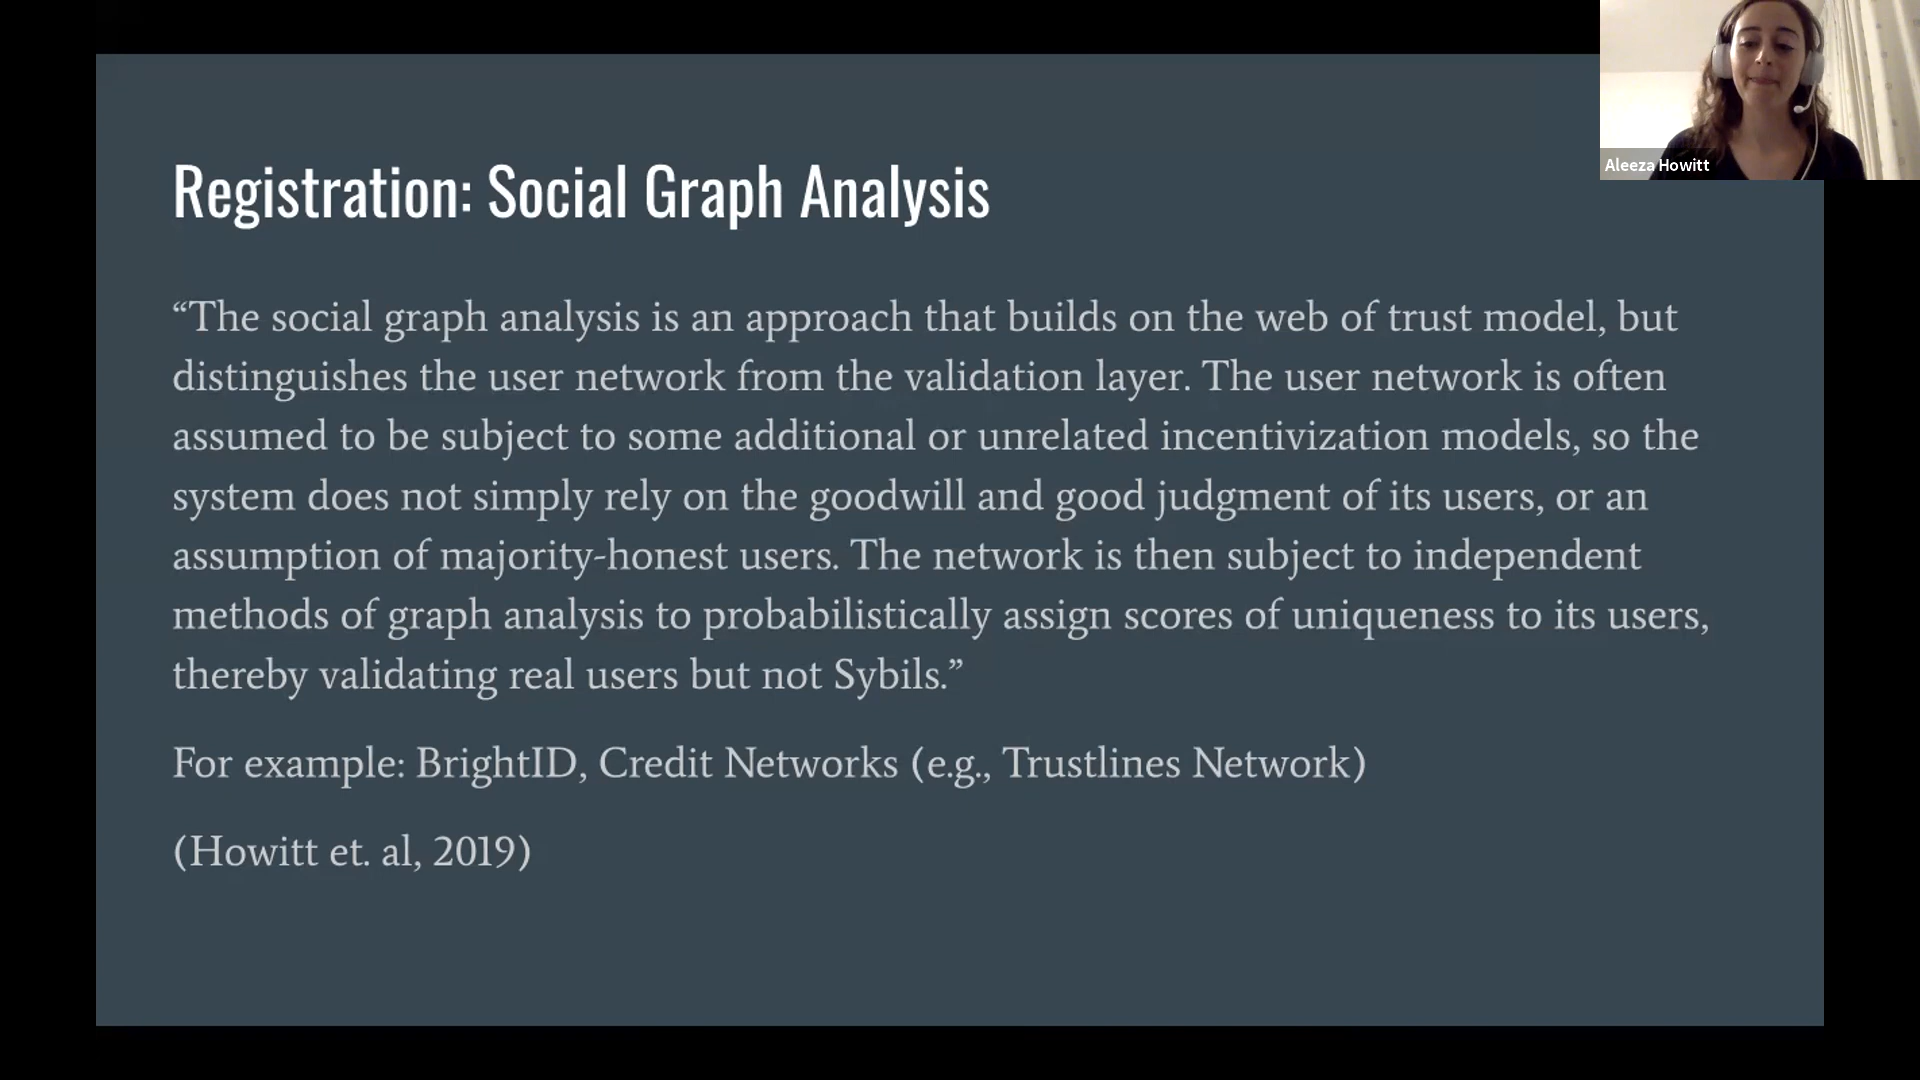 Aleeza Howitt
Registration: Social Graph Analysis
“The social graph analysis is an approach that builds on the web of trust model, but
distinguishes the user network from the validation layer. The user network is often
assumed to be subject to some additional or unrelated incentivization models, so the
system does not simply rely on the goodwill and good judgment of its users, or an
assumption of majority-honest users. The network is then subject to independent
methods of graph analysis to probabilistically assign scores of uniqueness to its users,
thereby validating real users but not Sybils.”
For example: BrightID, Credit Networks (e.g., Trustlines Network)
(Howitt et. al, 2019)